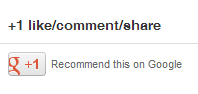 +1 like/comment/share
g +1 Recommend this on Google